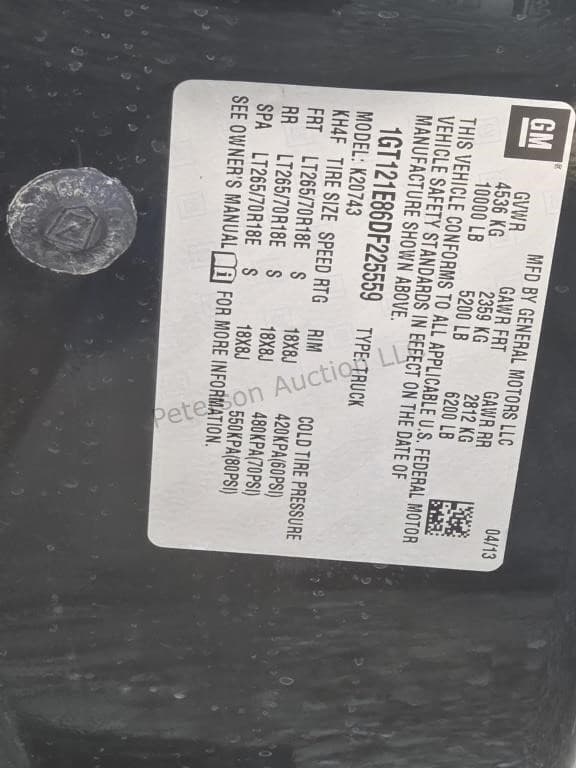 GM
MFD BY GENERAL MOTORS LLC 04/13
GVWR GAWR FRT GAWR RR
4536 KG 2359 KG 2812 KG
10000 LB 5200 LB 6200 LB
THIS VEHICLE CONFORMS TO ALL APPLICABLE U.S. FEDERAL MOTOR
VEHICLE SAFETY STANDARDS IN EFFECT ON THE DATE OF
MANUFACTURE SHOWN ABOVE.
1GT121E86DF225559 TYPE:TRUCK
MODEL: K20743
KH4F TIRE SIZE SPEED RTG RIM COLD TIRE PRESSURE
FRT LT265/70R18E S 18X8J 420KPA(60PSI)
RR LT265/70R18E S 18X8J 480KPA(70PSI)
SPA LT265/70R18E S 18X8J 550KPA(80PSI)
SEE OWNER'S MANUAL FOR MORE INFORMATION.
Peterson Auction LLC